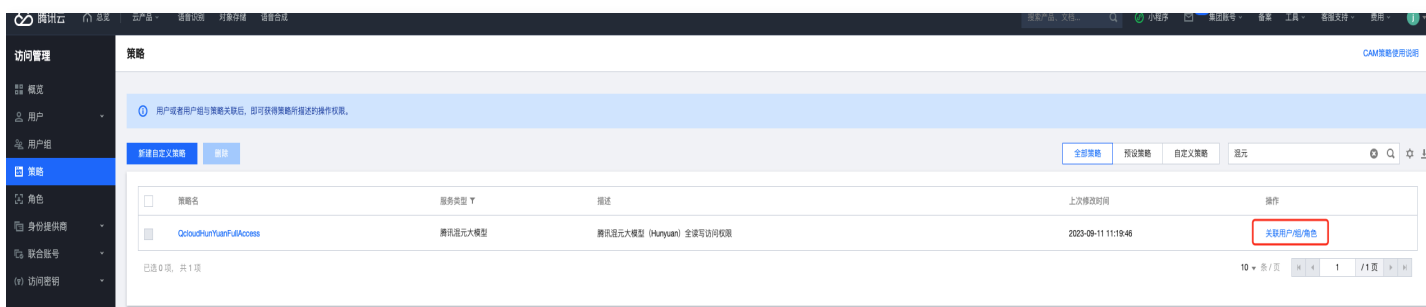 腾讯云 总览 云产品 语音识别 对象存储 语音合成 搜索产品、文档... 小程序 集团账号 备案 工具 客服支持 费用
访问管理
策略 CAM策略使用说明
概览
用户
用户组
策略
角色
身份提供商
联合账号
访问密钥
用户或者用户组与策略关联后，即可获得策略所描述的操作权限。
新建自定义策略 删除 全部策略 预设策略 自定义策略 混元
策略名 服务类型 描述 上次修改时间 操作
QcloudHunYuanFullAccess 腾讯混元大模型 腾讯混元大模型（Hunyuan）全读写访问权限 2023-09-11 11:19:46 关联用户/组/角色
已选 0 项，共 1 项 10 条 / 页 1 / 1 页